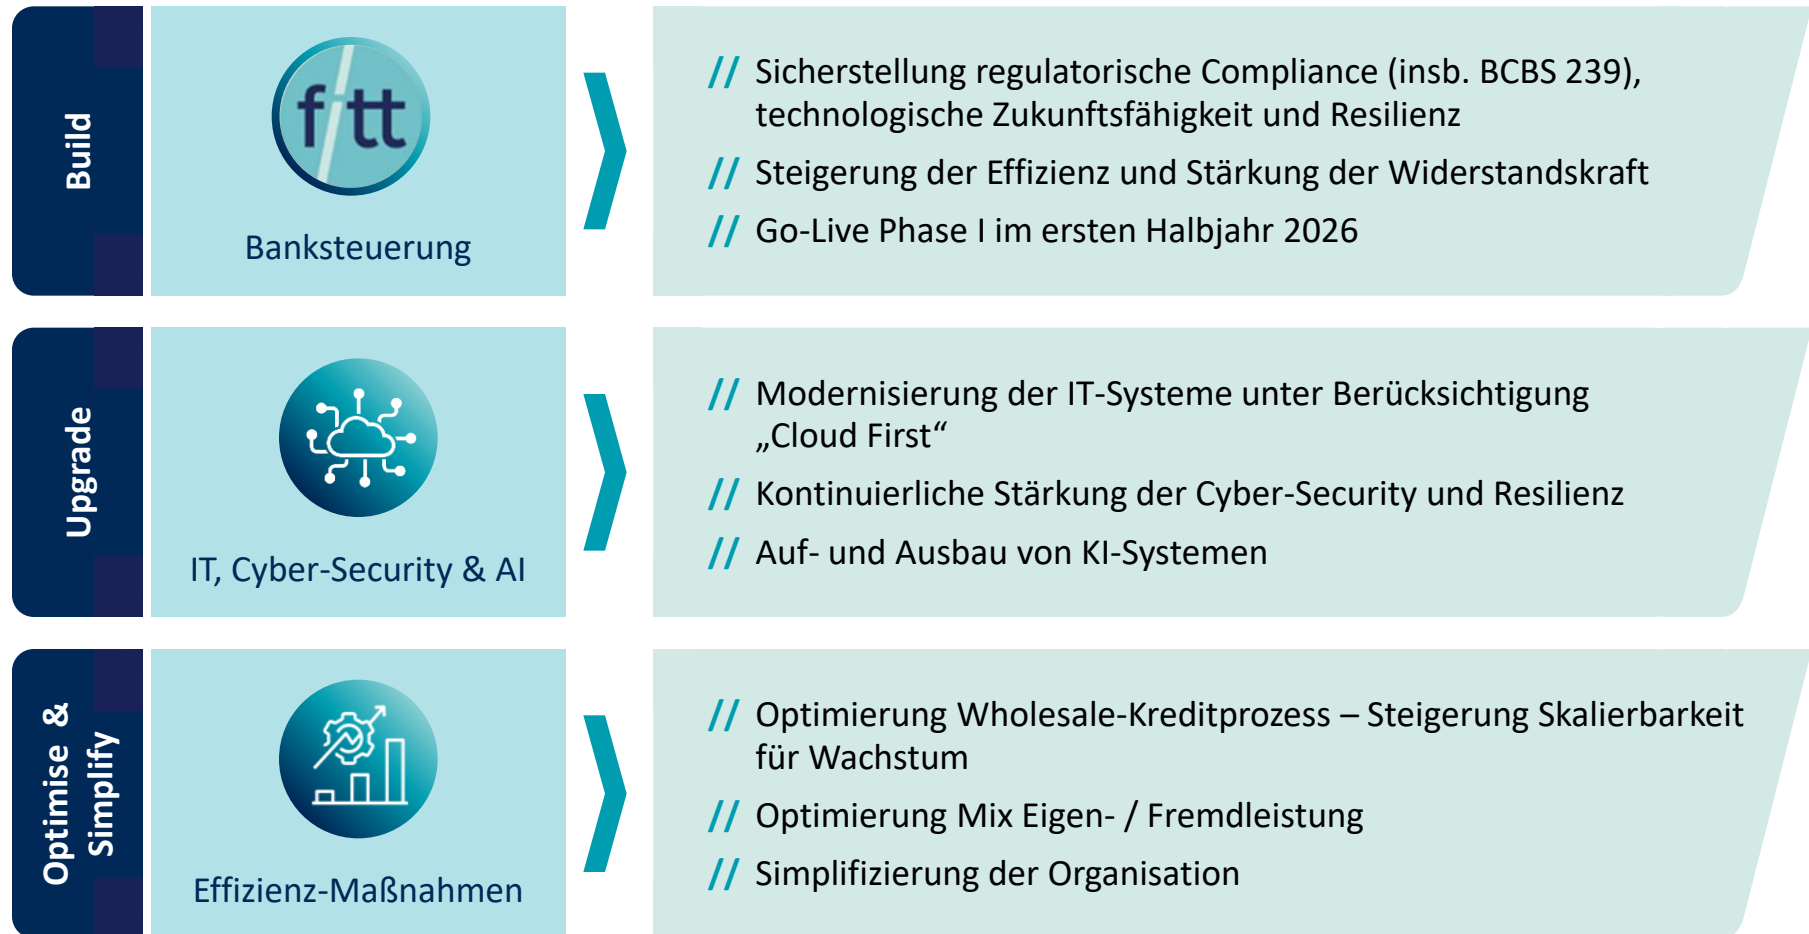 Build
f/tt
Banksteuerung
// Sicherstellung regulatorische Compliance (insb. BCBS 239),
technologische Zukunftsfähigkeit und Resilienz
// Steigerung der Effizienz und Stärkung der Widerstandskraft
// Go-Live Phase I im ersten Halbjahr 2026
Upgrade
IT, Cyber-Security & AI
// Modernisierung der IT-Systeme unter Berücksichtigung
„Cloud First“
// Kontinuierliche Stärkung der Cyber-Security und Resilienz
// Auf- und Ausbau von KI-Systemen
Optimise &
Simplify
Effizienz-Maßnahmen
// Optimierung Wholesale-Kreditprozess – Steigerung Skalierbarkeit
für Wachstum
// Optimierung Mix Eigen- / Fremdleistung
// Simplifizierung der Organisation